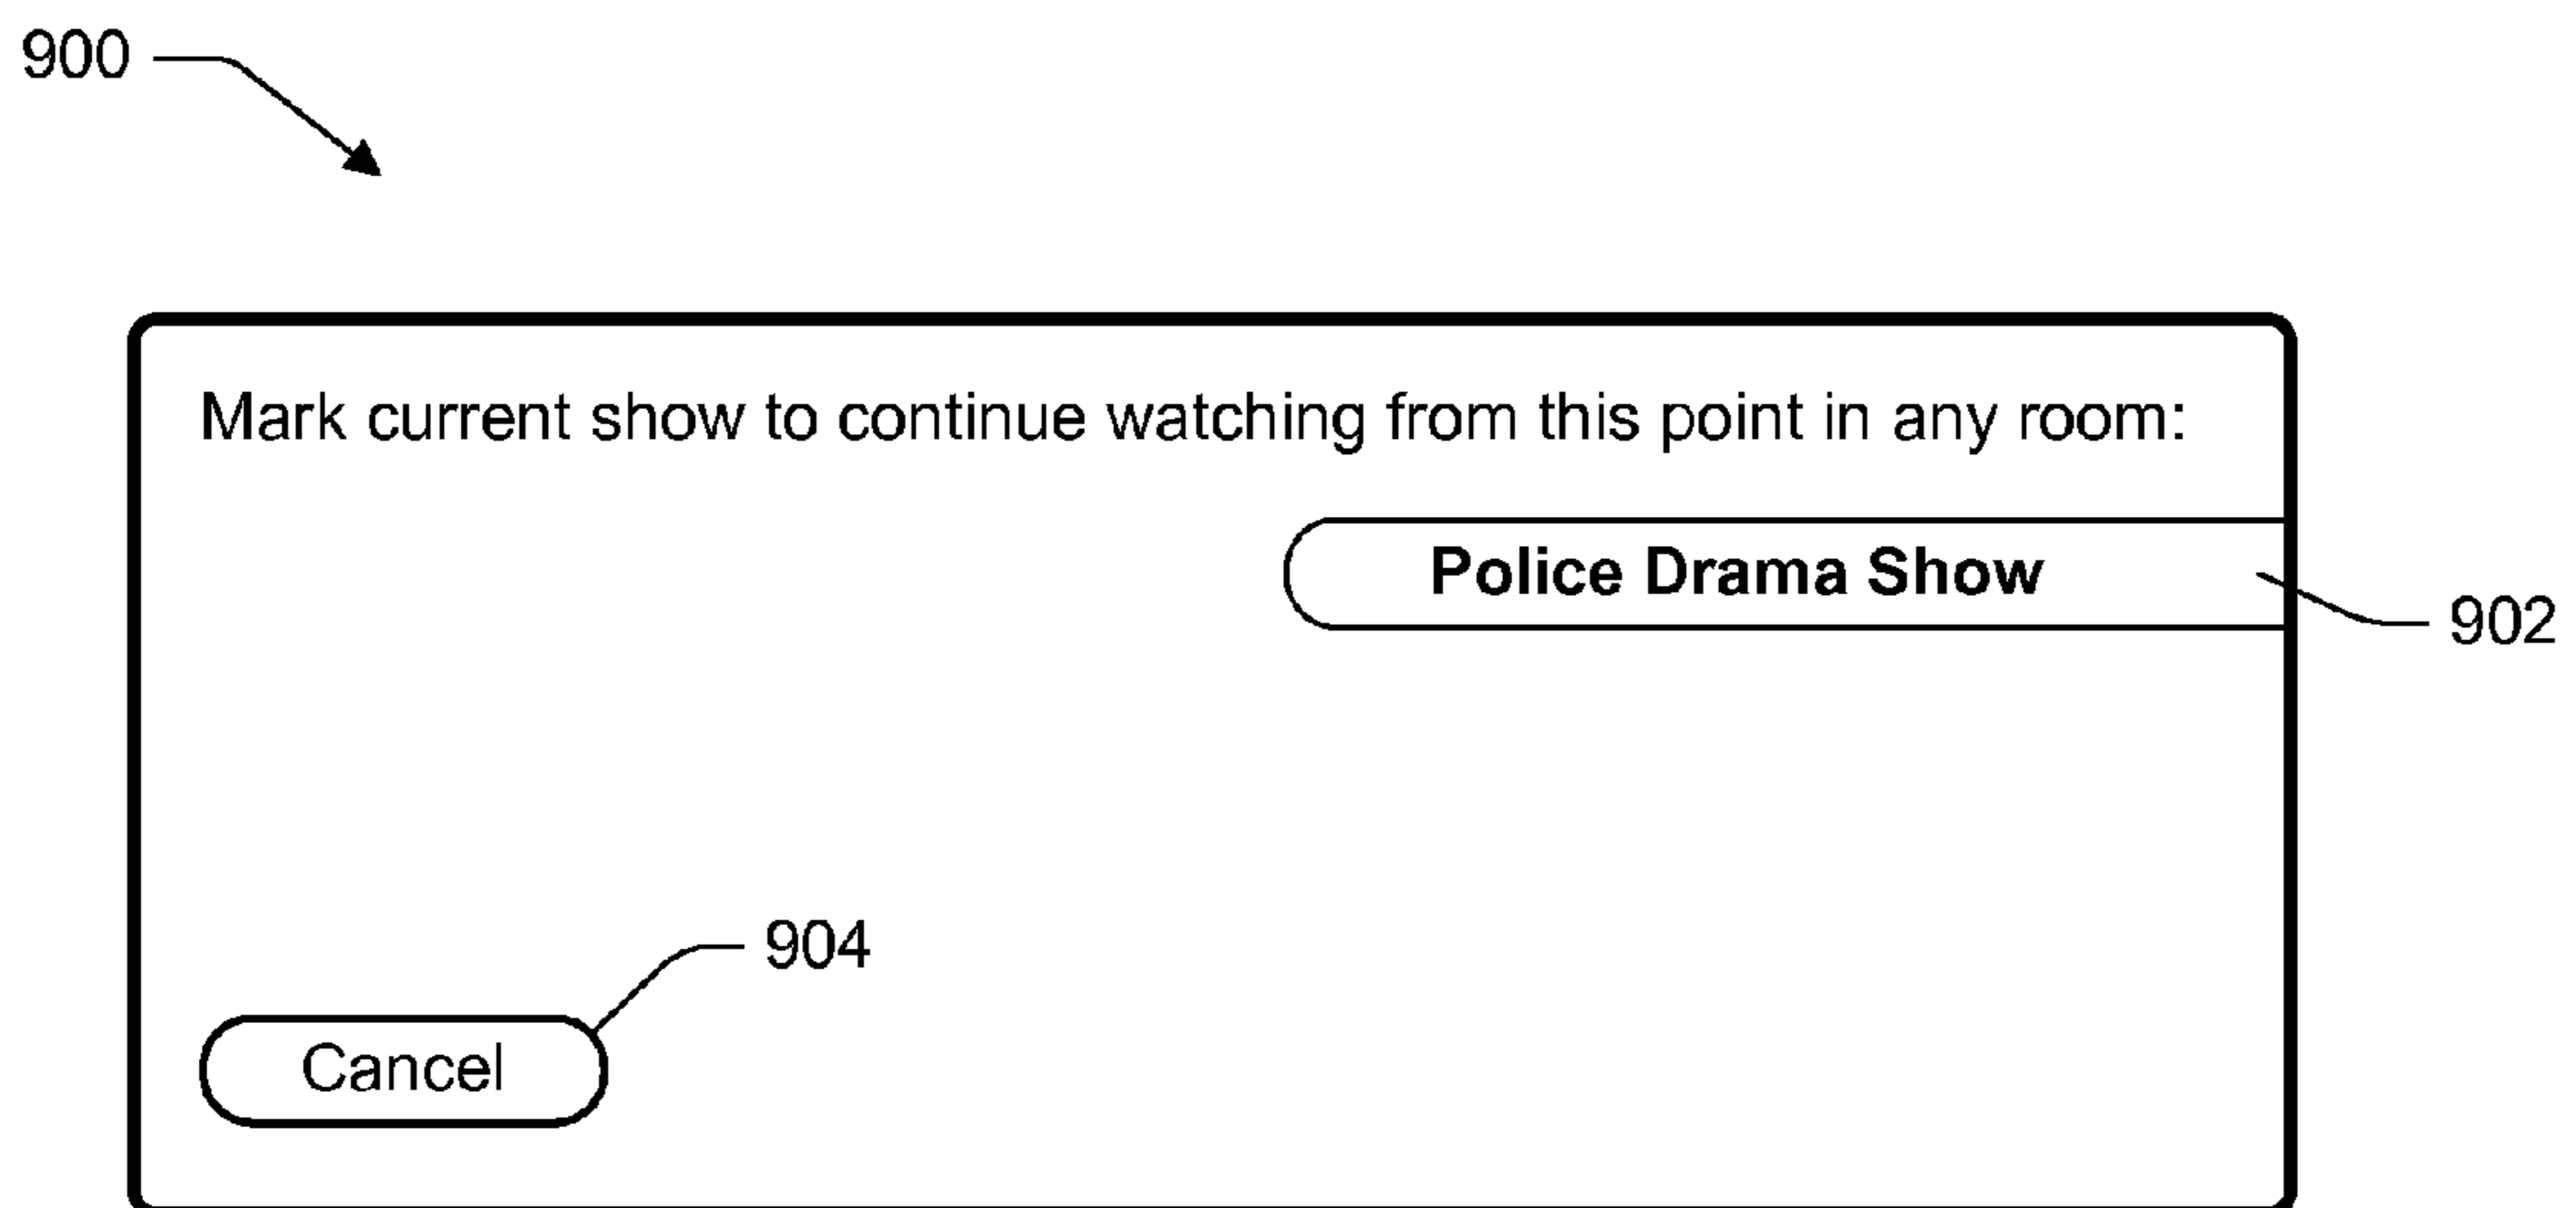 900
Mark current show to continue watching from this point in any room:
Police Drama Show
902
904
Cancel